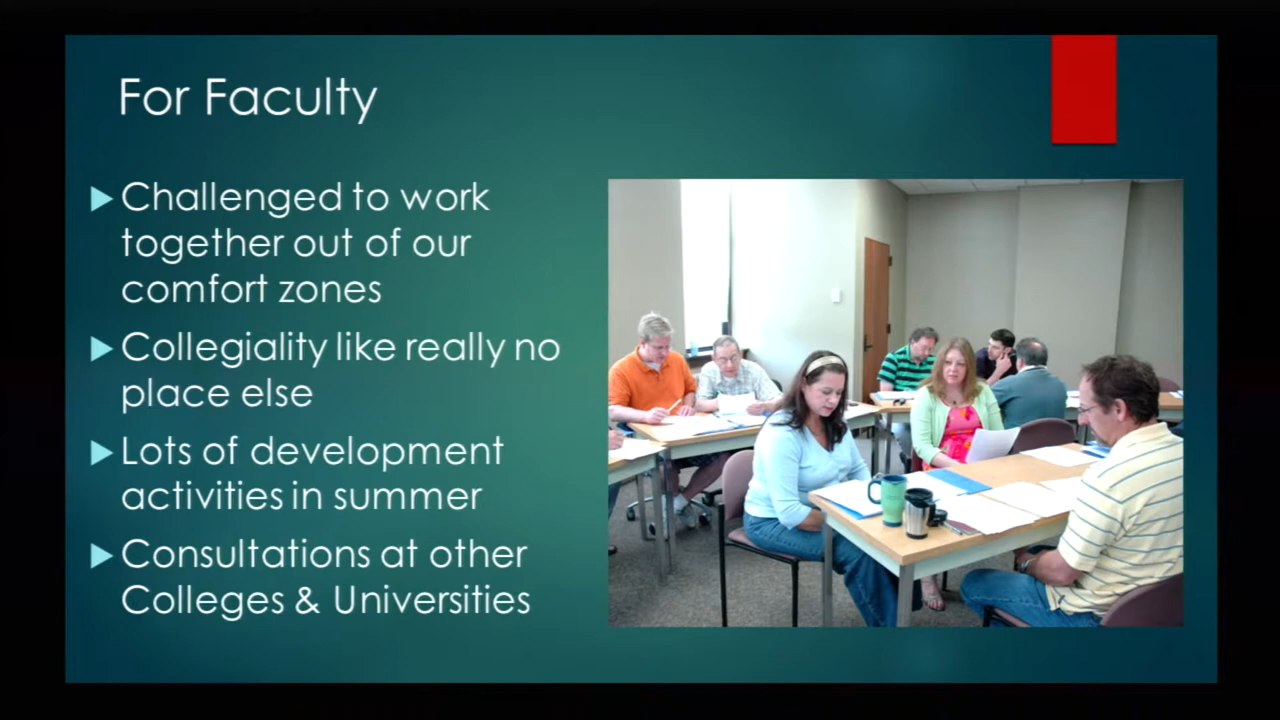 For Faculty
Challenged to work
together out of our
comfort zones
Collegiality like really no
place else
Lots of development
activities in summer
Consultations at other
Colleges & Universities